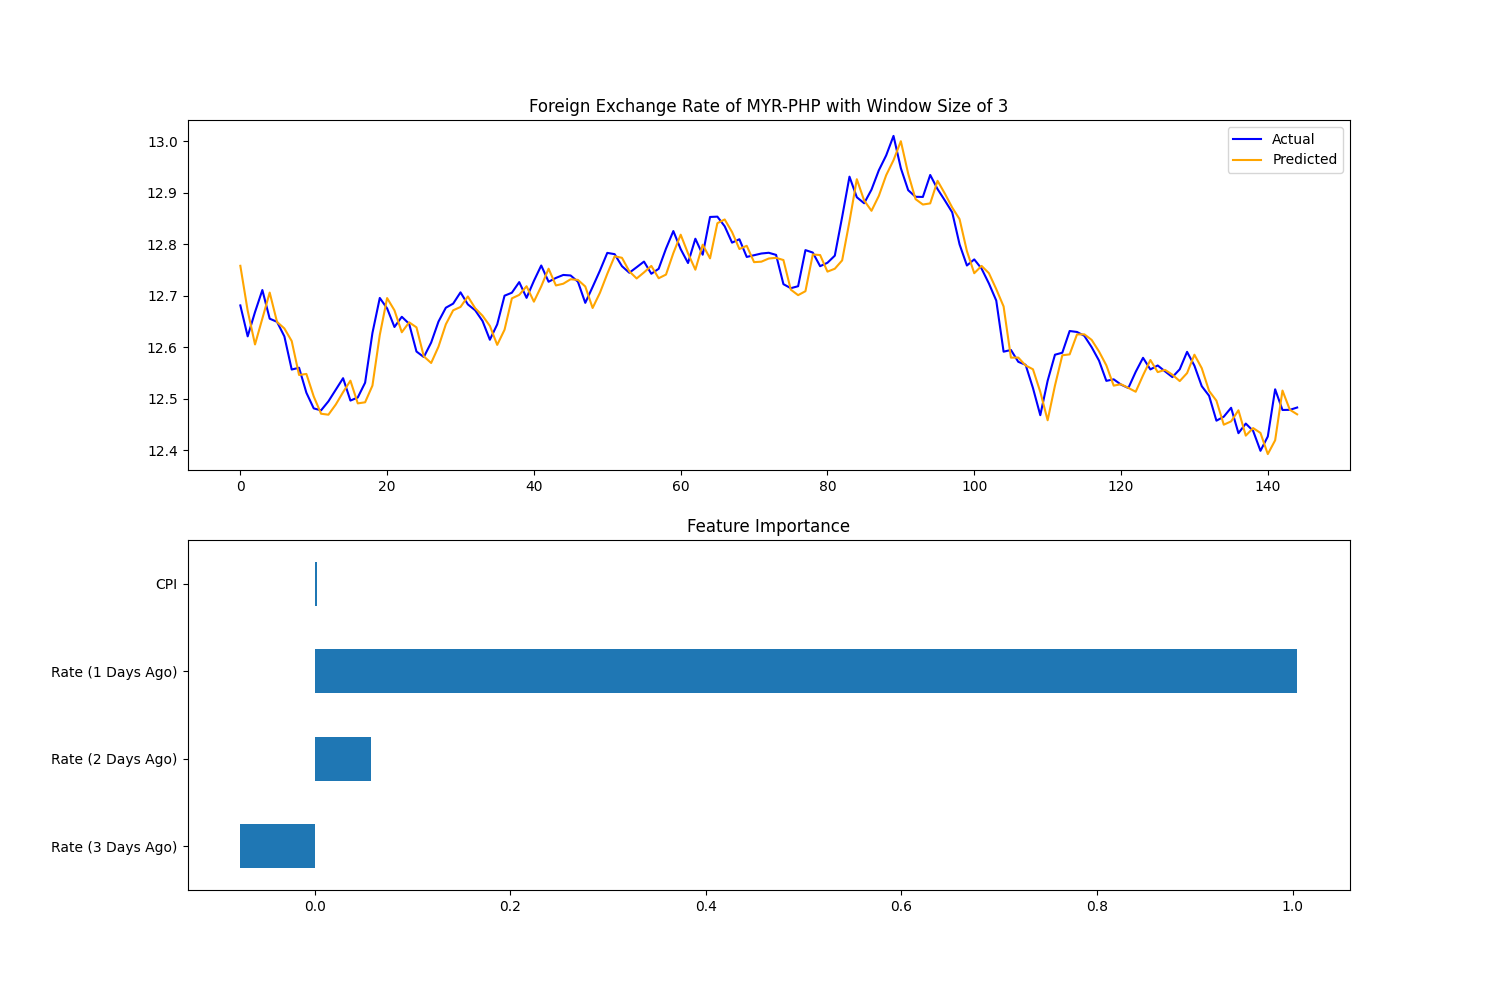 Foreign Exchange Rate of MYR-PHP with Window Size of 3
13.0
12.9
12.8
12.7
12.6
12.5
12.4
Actual
Predicted
0 20 40 60 80 100 120 140
Feature Importance
CPI
Rate (1 Days Ago)
Rate (2 Days Ago)
Rate (3 Days Ago)
0.0 0.2 0.4 0.6 0.8 1.0